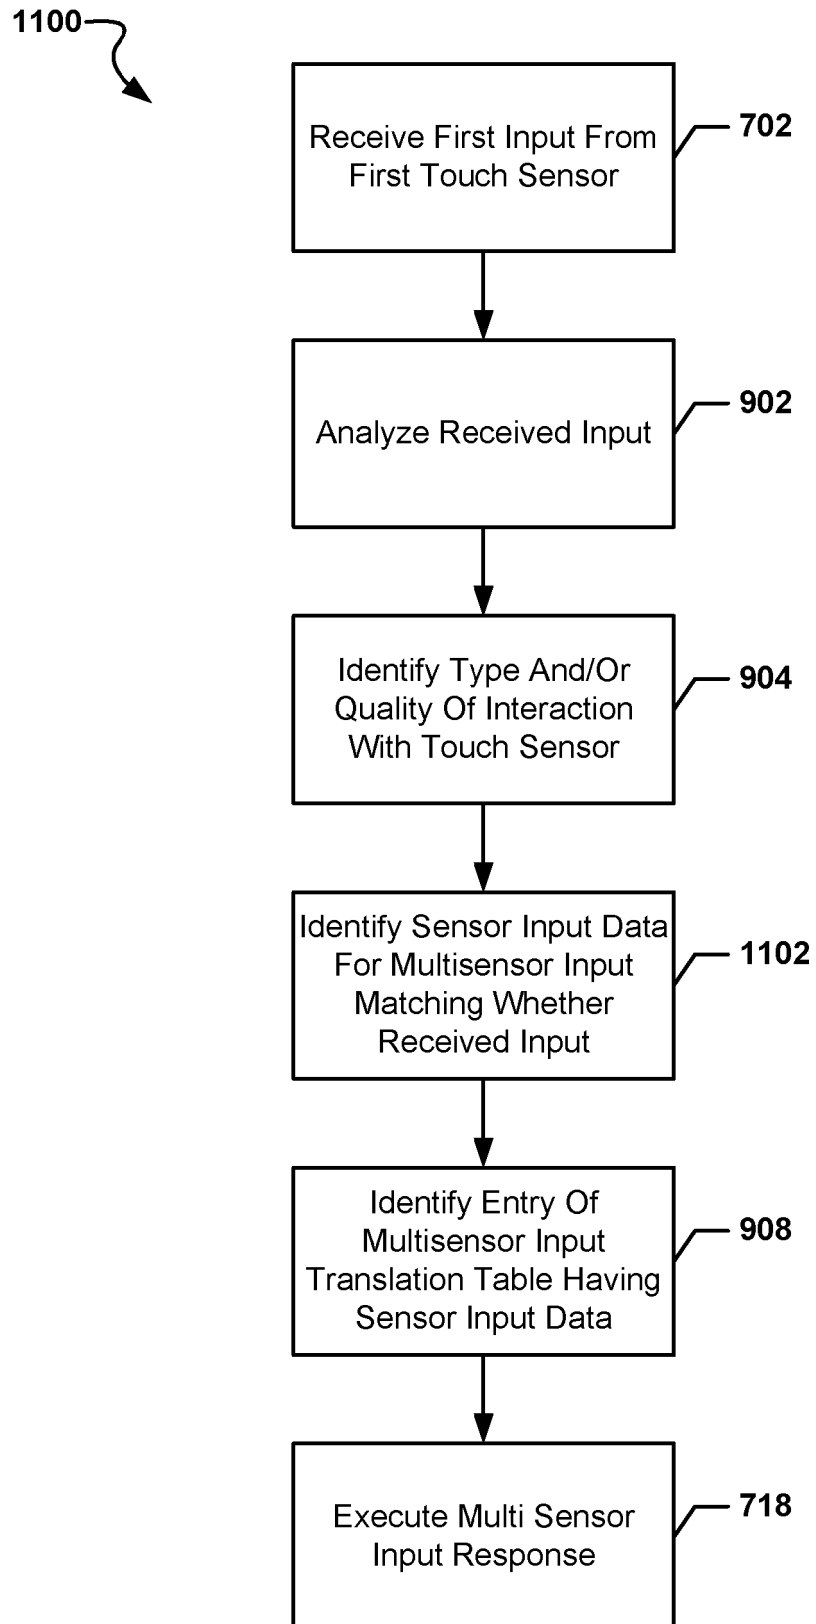 1100
Receive First Input From
First Touch Sensor
702
Analyze Received Input
902
Identify Type And/Or
Quality Of Interaction
With Touch Sensor
904
Identify Sensor Input Data
For Multisensor Input
Matching Whether
Received Input
1102
Identify Entry Of
Multisensor Input
Translation Table Having
Sensor Input Data
908
Execute Multi Sensor
Input Response
718